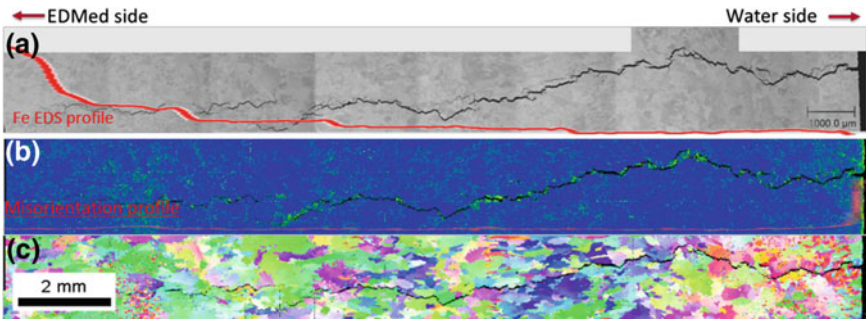 EDMed side
Water side
(a)
Fe EDS profile
1000.0 µm
(b)
Misorientation profile
(c)
2 mm